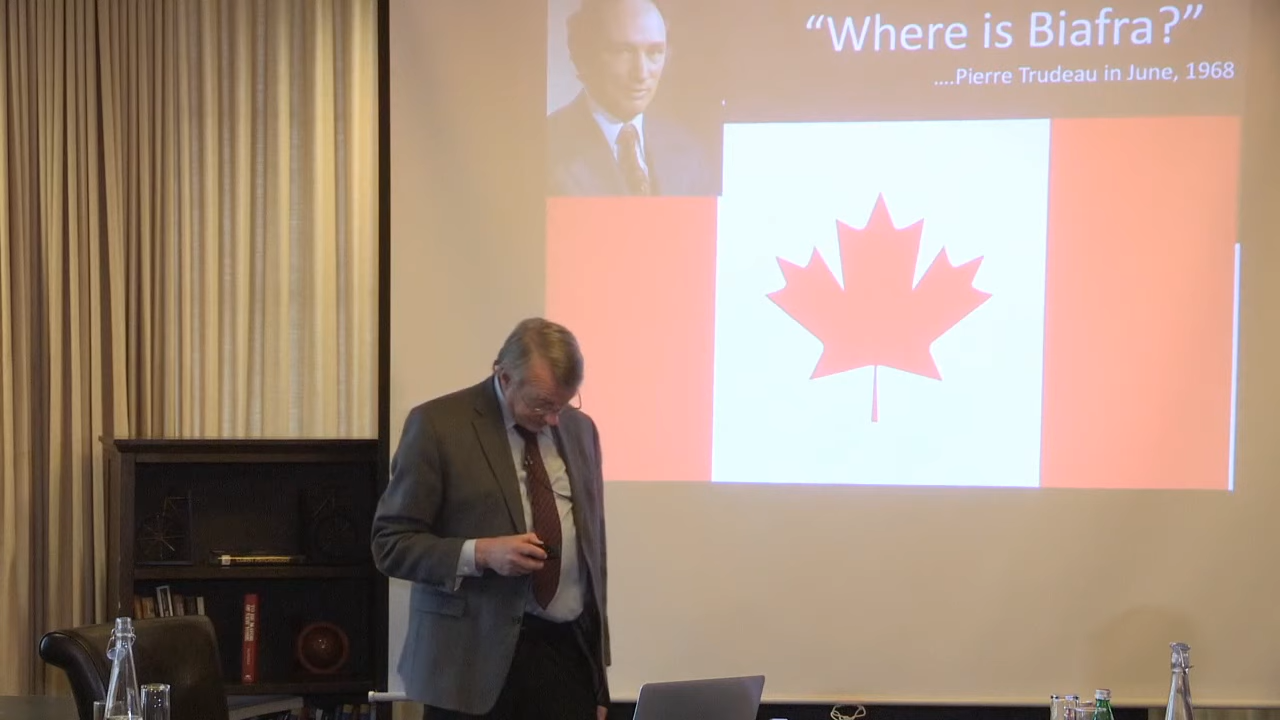 “Where is Biafra?”
....Pierre Trudeau in June, 1968